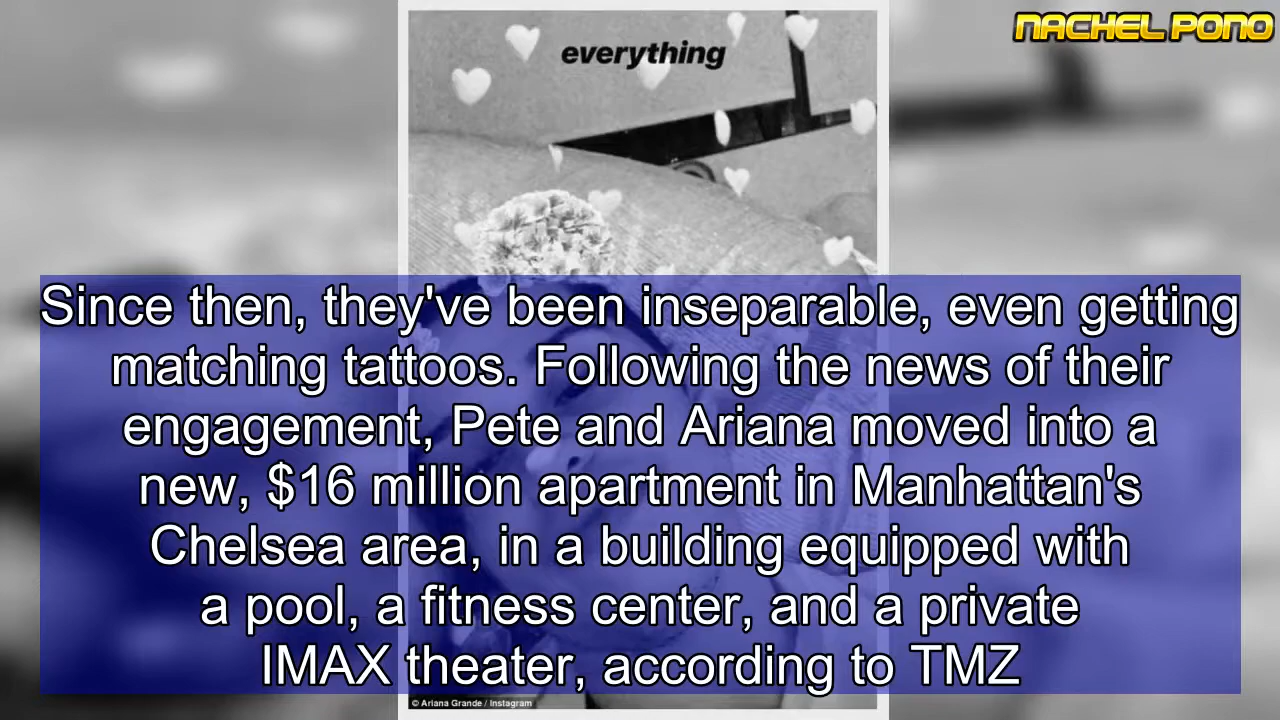 NACHEL PONO
everything
Since then, they've been inseparable, even getting
matching tattoos. Following the news of their
engagement, Pete and Ariana moved into a
new, $16 million apartment in Manhattan's
Chelsea area, in a building equipped with
a pool, a fitness center, and a private
IMAX theater, according to TMZ
© Ariana Grande / Instagram